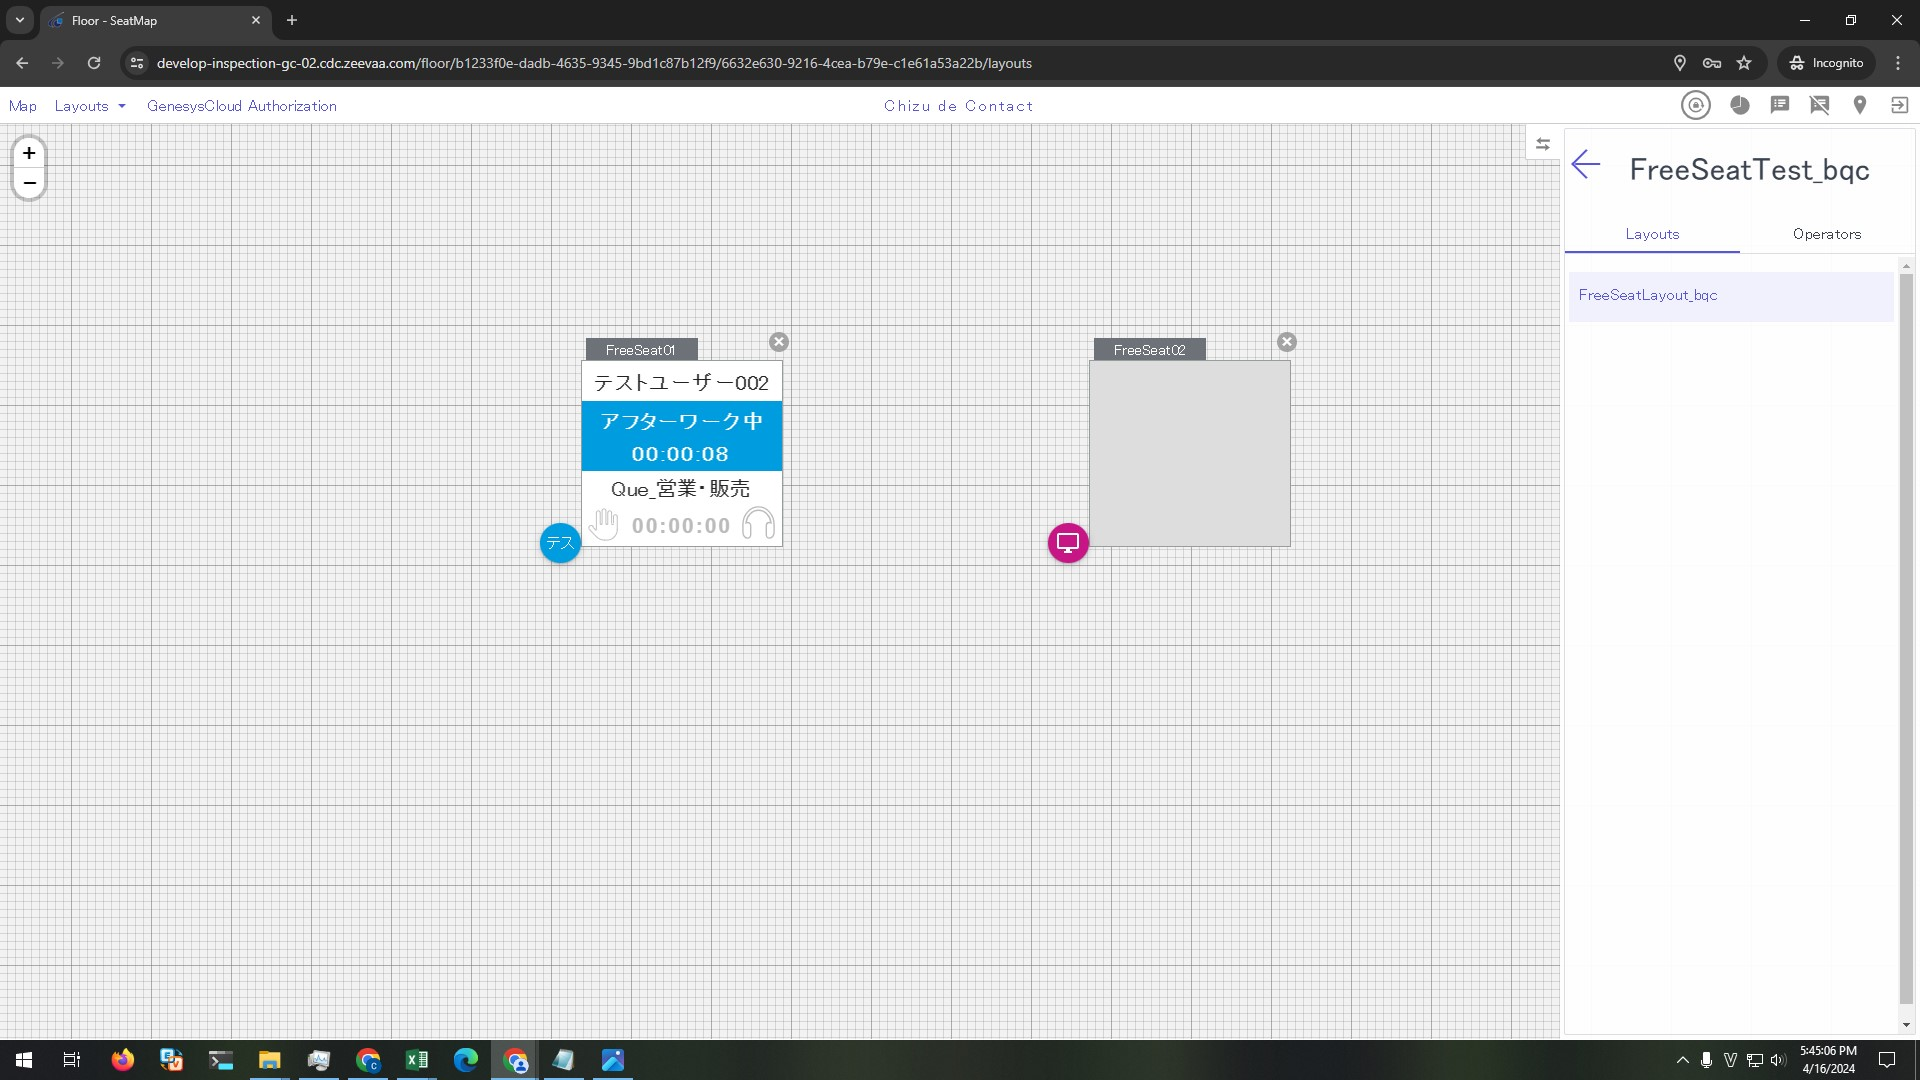 Floor - SeatMap
develop-inspection-gc-02.cdc.zeevaa.com/floor/b1233f0e-dadb-4635-9345-9bd1c87b12f9/6632e630-9216-4cea-b79e-c1e61a53a22b/layouts
Incognito
Map Layouts GenesysCloud Authorization Chizu de Contact
+
−
FreeSeatTest_bqc
Layouts Operators
FreeSeatLayout_bqc
FreeSeat01
テストユーザー002
アフターワーク中
00:00:08
Que_営業・販売
00:00:00
テス
FreeSeat02
5:45:06 PM
4/16/2024